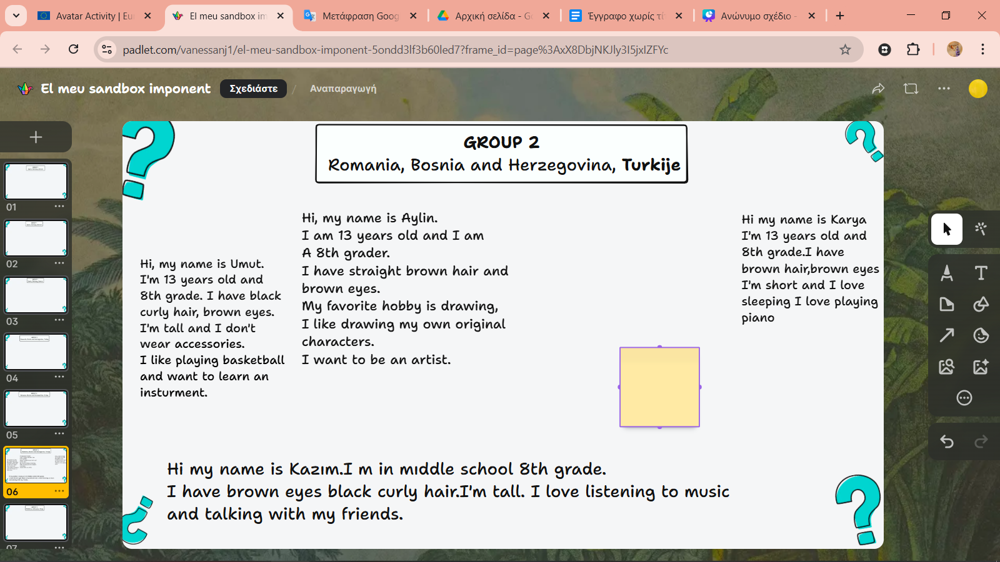 Avatar Activity | Eur
El meu sandbox im
Μετάφραση Goog
Αρχική σελίδα - Go
Έγγραφο χωρίς τίτ
Ανώνυμο σχέδιο -
padlet.com/vanessanj1/el-meu-sandbox-imponent-5ondd3lf3b60led7?frame_id=page%3AxX8DbjNKJly3I5jxIZFYc
El meu sandbox imponent
Σχεδιάστε
/
Αναπαραγωγή
01
02
03
04
05
06
07
GROUP 2
Romania, Bosnia and Herzegovina, Turkije
Hi, my name is Umut.
I'm 13 years old and
8th grade. I have black
curly hair, brown eyes.
I'm tall and I don't
wear accessories.
I like playing basketball
and want to learn an
insturment.
Hi, my name is Aylin.
I am 13 years old and I am
A 8th grader.
I have straight brown hair and
brown eyes.
My favorite hobby is drawing,
I like drawing my own original
characters.
I want to be an artist.
Hi my name is Karya
I'm 13 years old and
8th grade.I have
brown hair,brown eyes
I'm short and I love
sleeping I love playing
piano
Hi my name is Kazım.I m in mıddle school 8th grade.
I have brown eyes black curly hair.I'm tall. I love listening to music
and talking with my friends.